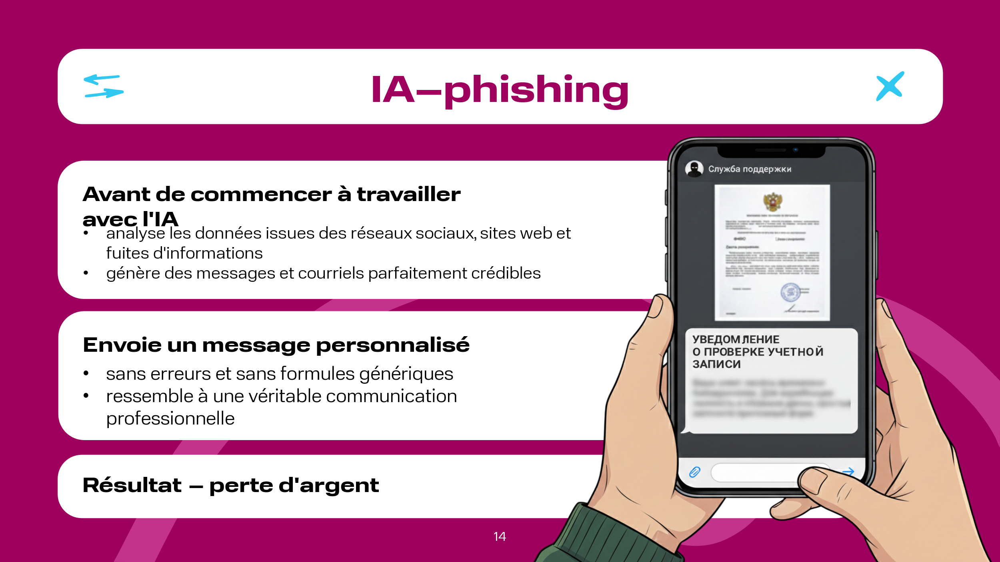 IA–phishing
Avant de commencer à travailler
avec l'IA
• analyse les données issues des réseaux sociaux, sites web et
fuites d'informations
• génère des messages et courriels parfaitement crédibles
Envoie un message personnalisé
• sans erreurs et sans formules génériques
• ressemble à une véritable communication
professionnelle
Résultat – perte d'argent
Служба поддержки
УВЕДОМЛЕНИЕ
О ПРОВЕРКЕ УЧЕТНОЙ
ЗАПИСИ
14